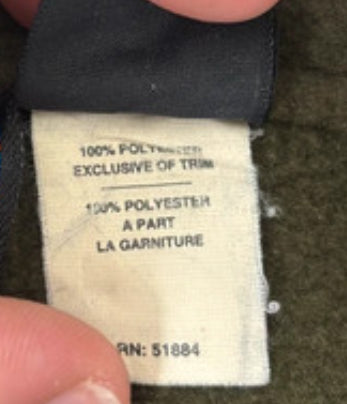 100% POLYESTER
EXCLUSIVE OF TRIM
100% POLYESTER
A PART
LA GARNITURE
RN: 51884